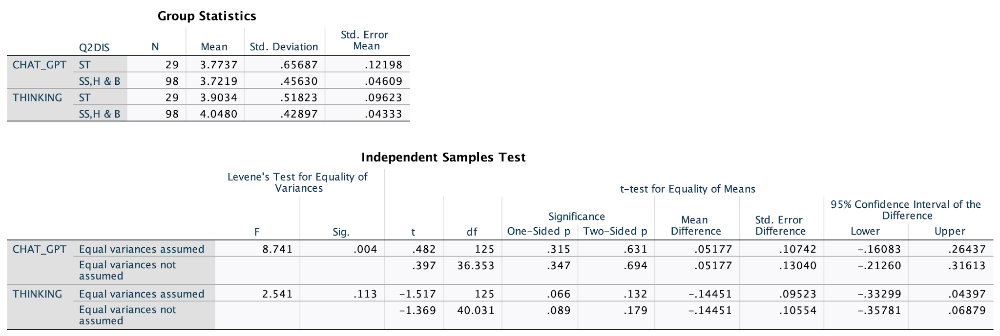 Group Statistics
Q2DIS N Mean Std. Deviation Std. Error Mean
CHAT_GPT ST 29 3.7737 .65687 .12198
SS,H & B 98 3.7219 .45630 .04609
THINKING ST 29 3.9034 .51823 .09623
SS,H & B 98 4.0480 .42897 .04333
Independent Samples Test
Levene's Test for Equality of Variances
t-test for Equality of Means
F Sig. t df Significance One-Sided p Two-Sided p Mean Difference Std. Error Difference 95% Confidence Interval of the Difference Lower Upper
CHAT_GPT Equal variances assumed 8.741 .004 .482 125 .315 .631 .05177 .10742 -.16083 .26437
Equal variances not assumed .397 36.353 .347 .694 .05177 .13040 -.21260 .31613
THINKING Equal variances assumed 2.541 .113 -1.517 125 .066 .132 -.14451 .09523 -.33299 .04397
Equal variances not assumed -1.369 40.031 .089 .179 -.14451 .10554 -.35781 .06879